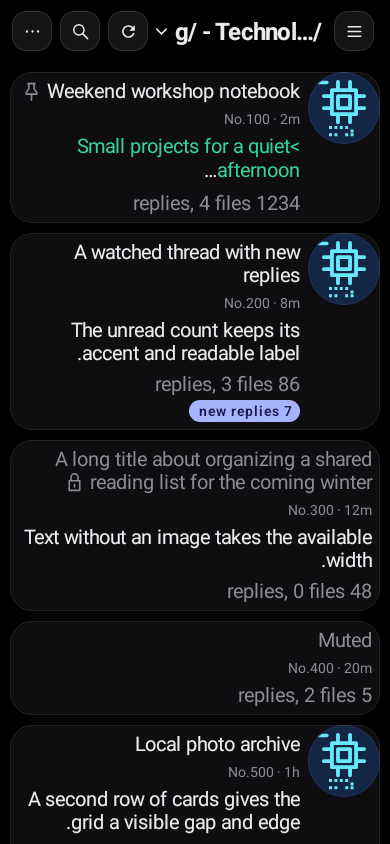 g/ - Technol.../
Weekend workshop notebook
No.100 · 2m
Small projects for a quiet<
...afternoon
replies, 4 files 1234
A watched thread with new
replies
No.200 · 8m
The unread count keeps its
.accent and readable label
replies, 3 files 86
new replies 7
A long title about organizing a shared
reading list for the coming winter
No.300 · 12m
Text without an image takes the available
.width
replies, 0 files 48
Muted
No.400 · 20m
replies, 2 files 5
Local photo archive
No.500 · 1h
A second row of cards gives the
.grid a visible gap and edge